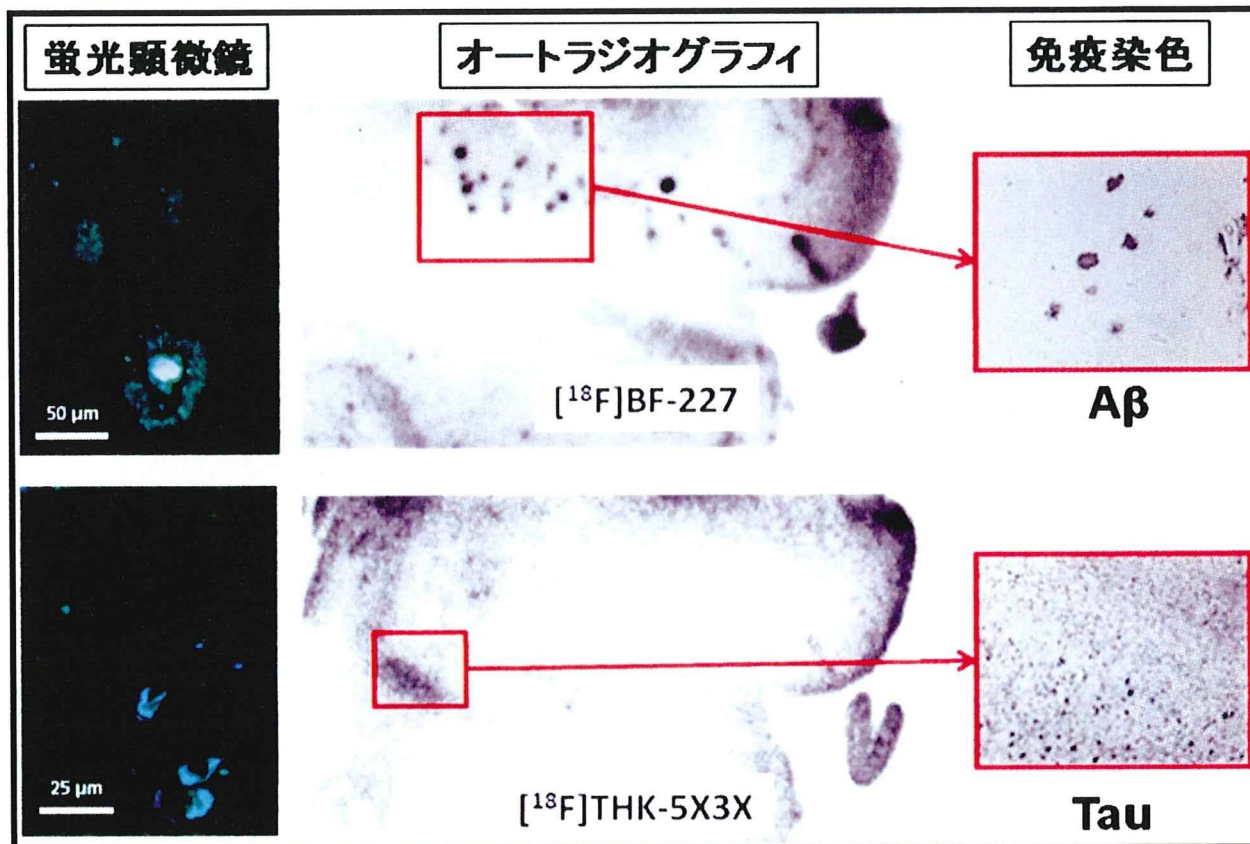 蛍光顕微鏡
オートラジオグラフィ
免疫染色
50 μm
[¹⁸F]BF-227
Aβ
25 μm
[¹⁸F]THK-5X3X
Tau